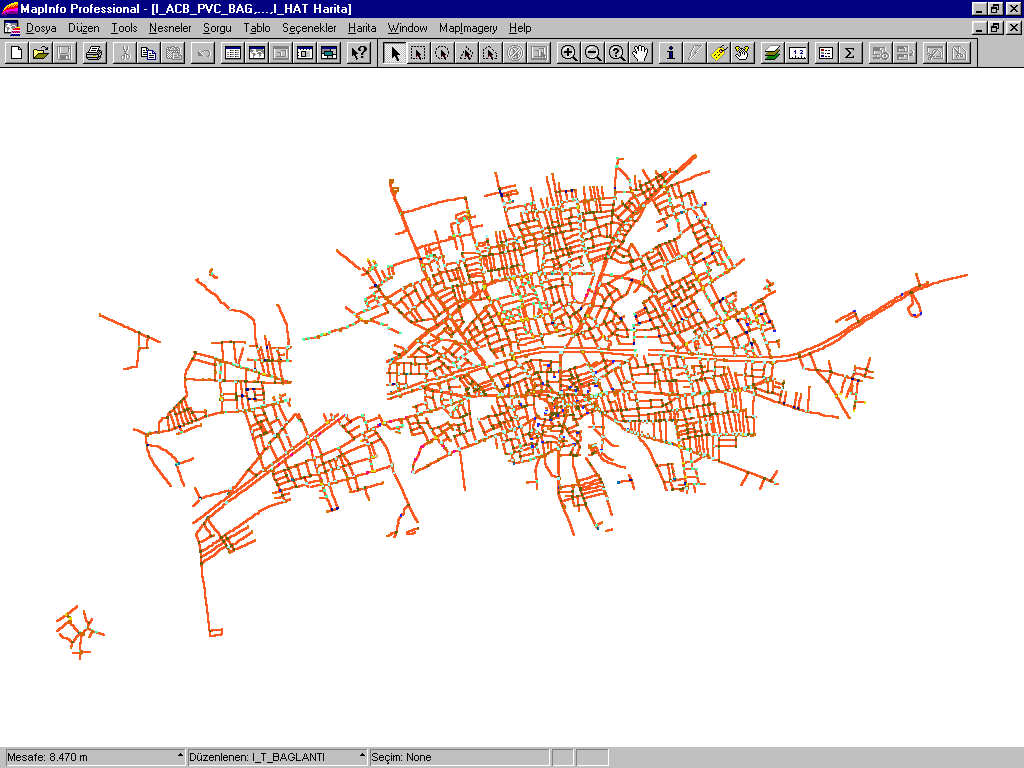 MapInfo Professional - [I_ACB_PVC_BAG,...,I_HAT Harita]
Dosya Düzen Tools Nesneler Sorgu Tablo Seçenekler Harita Window MapImagery Help
Mesafe: 8.470 m Düzenlenen: I_T_BAGLANTI Seçim: None